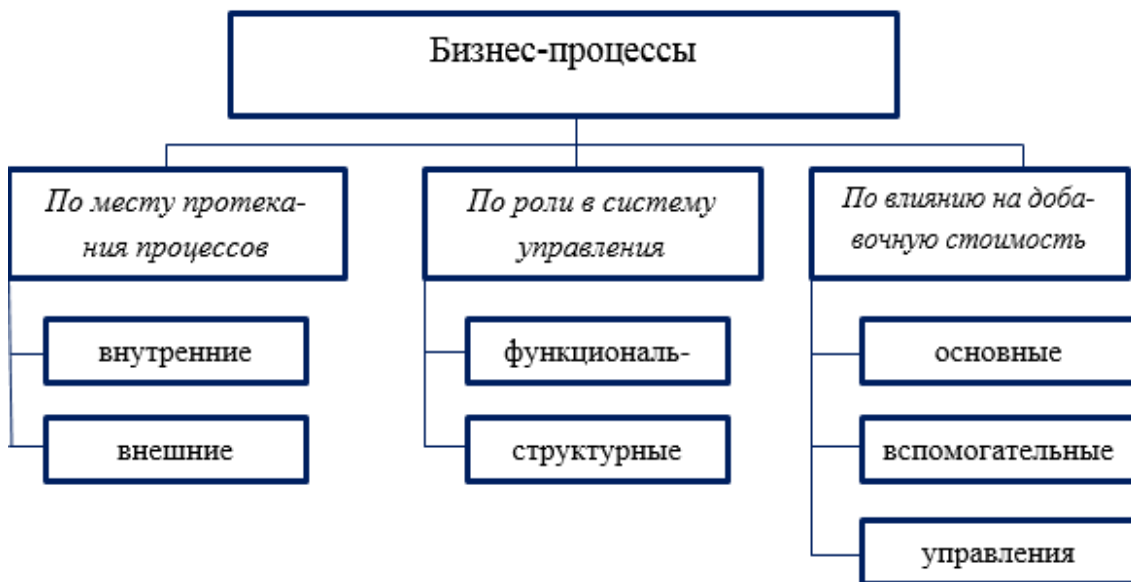 Бизнес-процессы
По месту протека-
ния процессов
По роли в систему
управления
По влиянию на доба-
вочную стоимость
внутренние
внешние
функциональ-
структурные
основные
вспомогательные
управления